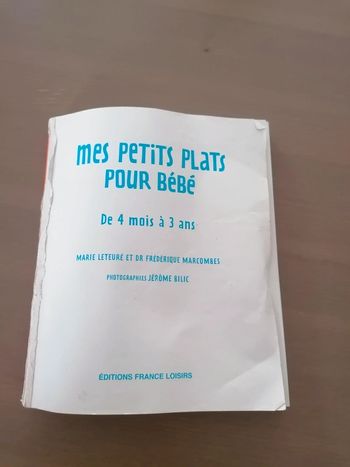 mes petits plats
pour bébé
De 4 mois à 3 ans
MARIE LETEURÉ ET DR FRÉDÉRIQUE MARCOMBES
PHOTOGRAPHIES JÉRÔME BILIC
ÉDITIONS FRANCE LOISIRS